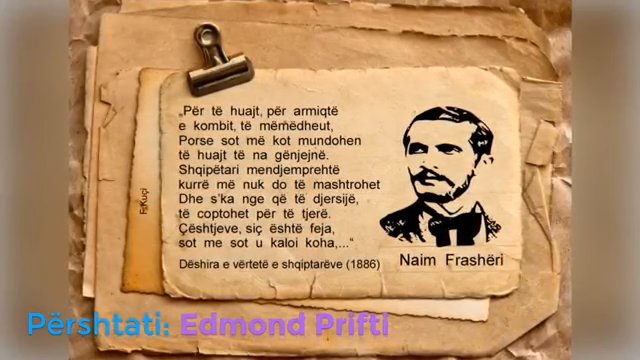 „Për të huajt, për armiqtë
e kombit, të mëmëdheut,
Porse sot më kot mundohen
të huajt të na gënjejnë.
Shqipëtari mendjemprehtë
kurrë më nuk do të mashtrohet
Dhe s'ka nge që të djersijë,
të coptohet për të tjerë.
Çështjeve, siç është feja,
sot me sot u kaloi koha,...“
Dëshira e vërtetë e shqiptarëve (1886)
Naim Frashëri
F.Kuçi
Përshtati: Edmond Prifti